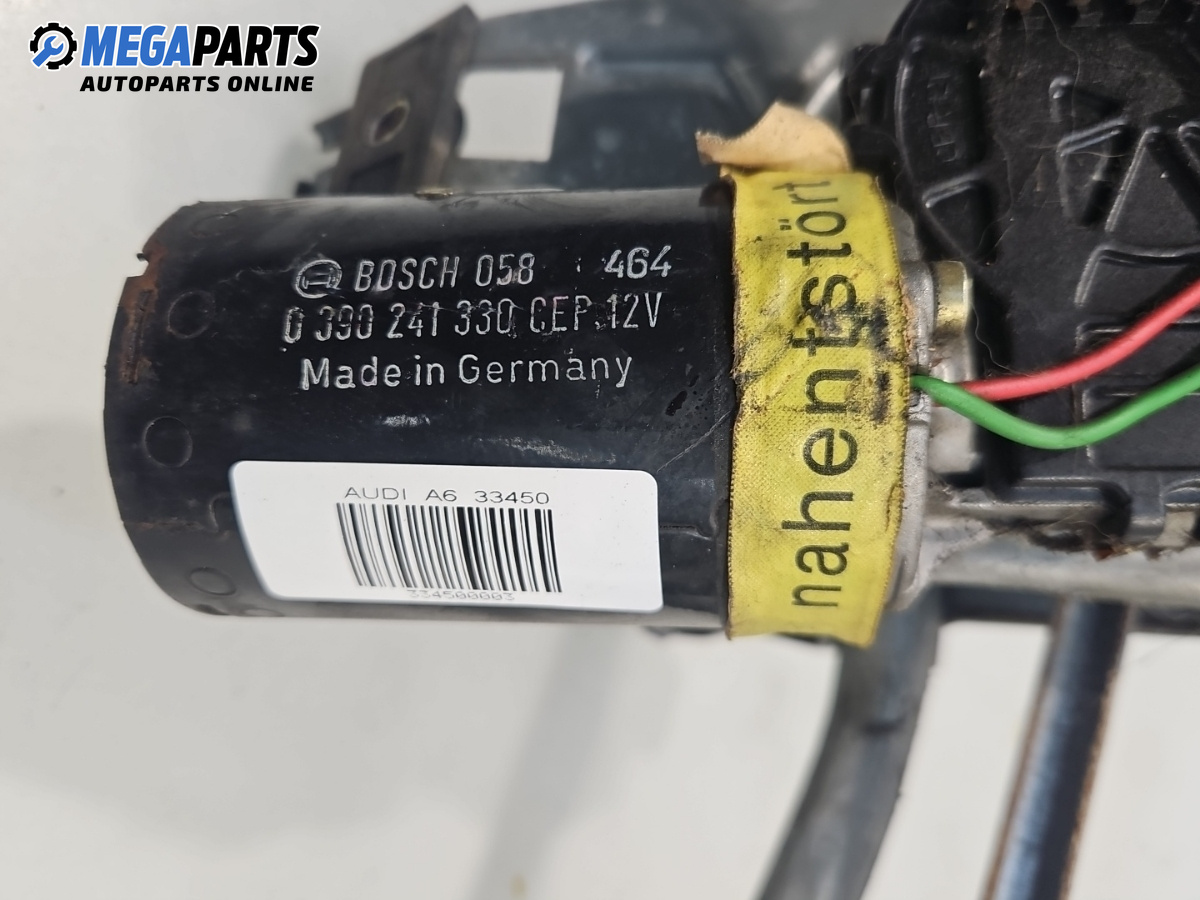 MEGAPARTS
AUTOPARTS ONLINE
BOSCH 058 464
0 390 241 330 CEP 12V
Made in Germany
AUDI A6 33450
334500003
nahentstört